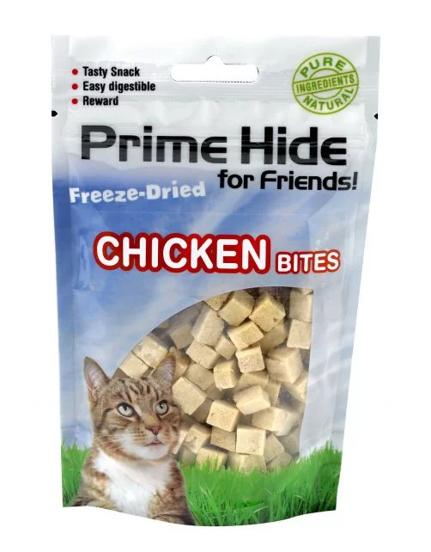 • Tasty Snack
• Easy digestible
• Reward
PURE
INGREDIENTS
NATURAL
Prime Hide
for Friends!
Freeze-Dried
CHICKEN BITES